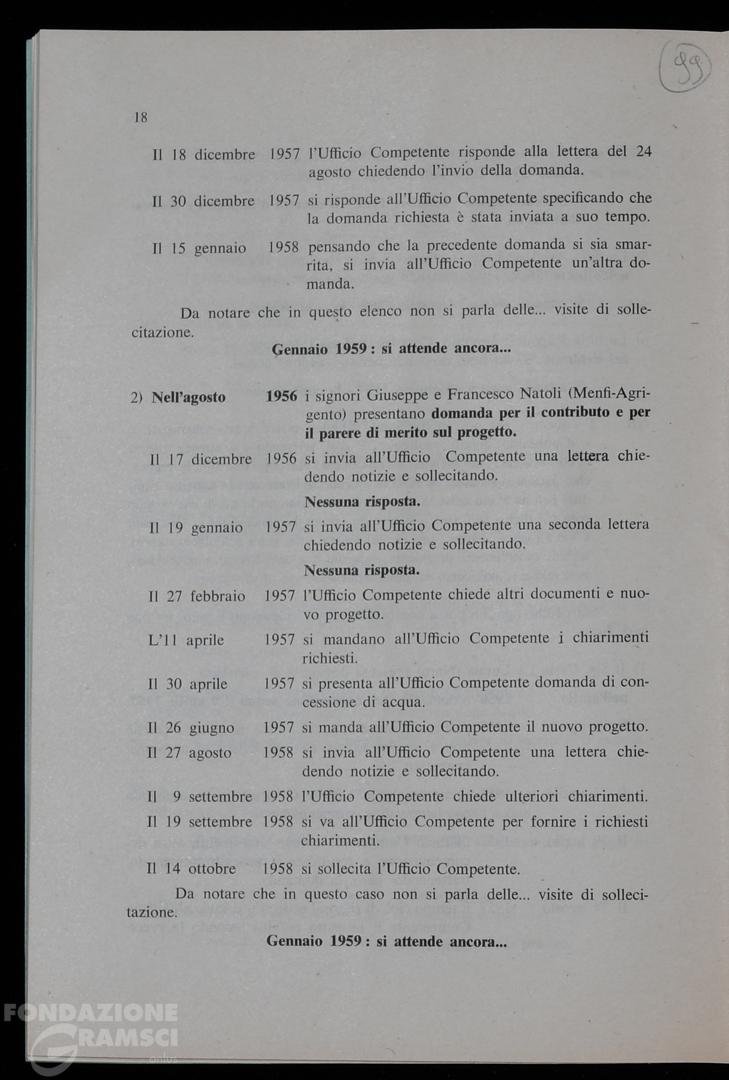 99
18
Il 18 dicembre 1957 l'Ufficio Competente risponde alla lettera del 24
agosto chiedendo l'invio della domanda.
Il 30 dicembre 1957 si risponde all'Ufficio Competente specificando che
la domanda richiesta è stata inviata a suo tempo.
Il 15 gennaio 1958 pensando che la precedente domanda si sia smar-
rita, si invia all'Ufficio Competente un'altra do-
manda.
Da notare che in questo elenco non si parla delle... visite di solle-
citazione.
Gennaio 1959 : si attende ancora...
2) Nell'agosto 1956 i signori Giuseppe e Francesco Natoli (Menfi-Agri-
gento) presentano domanda per il contributo e per
il parere di merito sul progetto.
Il 17 dicembre 1956 si invia all'Ufficio Competente una lettera chie-
dendo notizie e sollecitando.
Nessuna risposta.
Il 19 gennaio 1957 si invia all'Ufficio Competente una seconda lettera
chiedendo notizie e sollecitando.
Nessuna risposta.
Il 27 febbraio 1957 l'Ufficio Competente chiede altri documenti e nuo-
vo progetto.
L'11 aprile 1957 si mandano all'Ufficio Competente i chiarimenti
richiesti.
Il 30 aprile 1957 si presenta all'Ufficio Competente domanda di con-
cessione di acqua.
Il 26 giugno 1957 si manda all'Ufficio Competente il nuovo progetto.
Il 27 agosto 1958 si invia all'Ufficio Competente una lettera chie-
dendo notizie e sollecitando.
Il 9 settembre 1958 l'Ufficio Competente chiede ulteriori chiarimenti.
Il 19 settembre 1958 si va all'Ufficio Competente per fornire i richiesti
chiarimenti.
Il 14 ottobre 1958 si sollecita l'Ufficio Competente.
Da notare che in questo caso non si parla delle... visite di solleci-
tazione.
Gennaio 1959 : si attende ancora...
FONDAZIONE
GRAMSCI
onlus